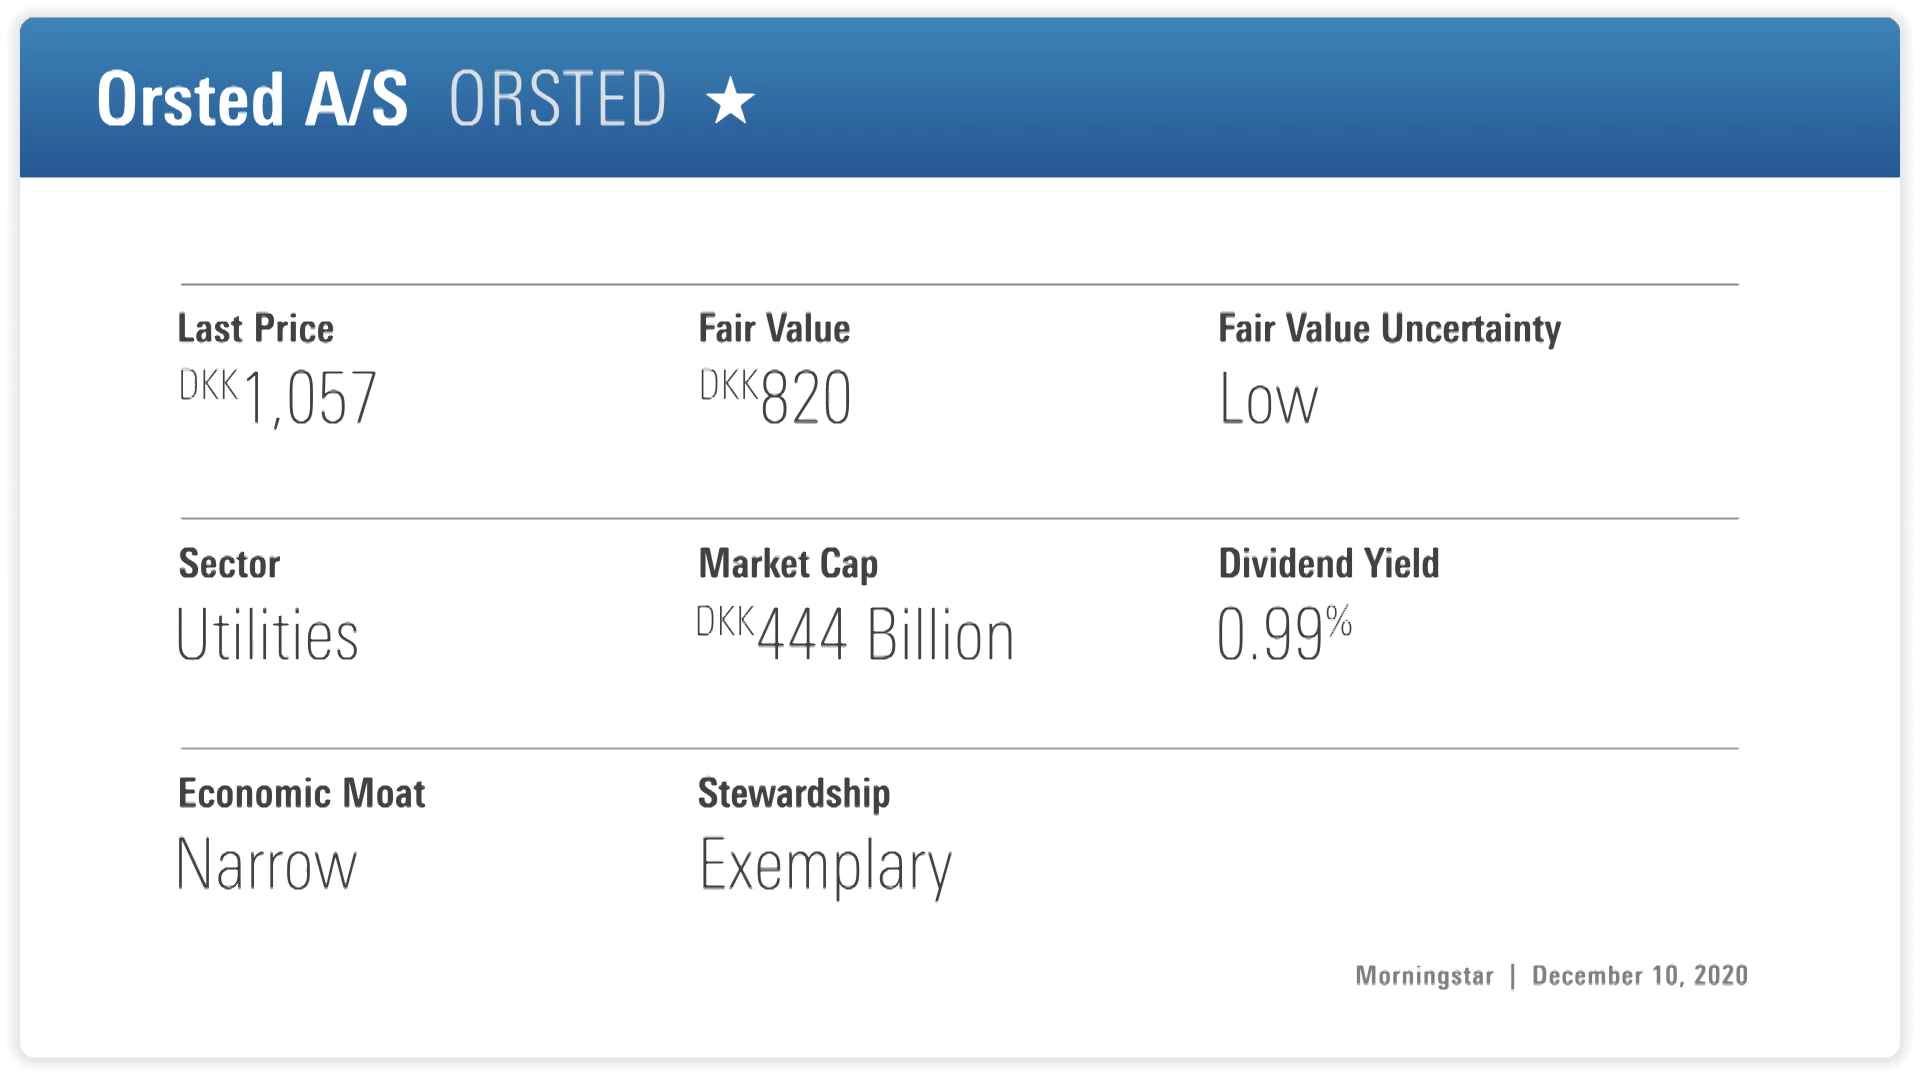 Orsted A/S ORSTED ★
Last Price Fair Value Fair Value Uncertainty
DKK1,057 DKK820 Low
Sector Market Cap Dividend Yield
Utilities DKK444 Billion 0.99%
Economic Moat Stewardship
Narrow Exemplary
Morningstar | December 10, 2020